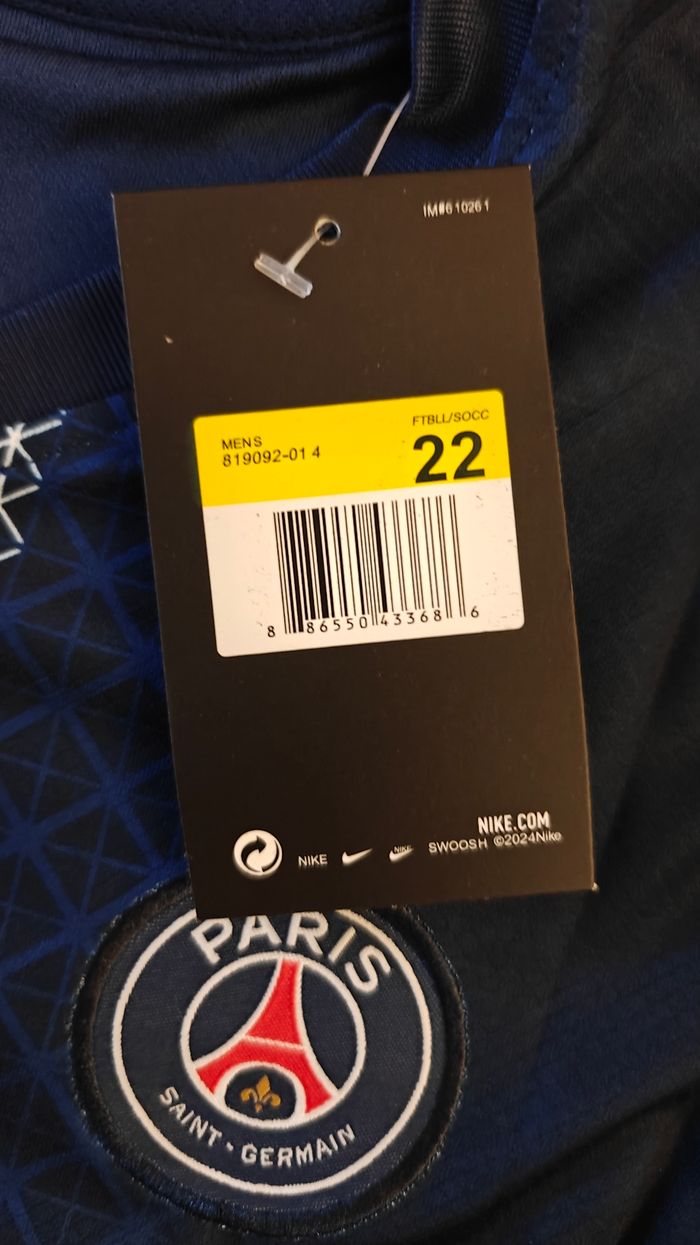 IM#610261
FTBLL/SOCC
MENS
819092-01 4
22
8 86550 43368 6
NIKE.COM
NIKE NIKE SWOOSH ©2024Nike
PARIS
SAINT-GERMAIN